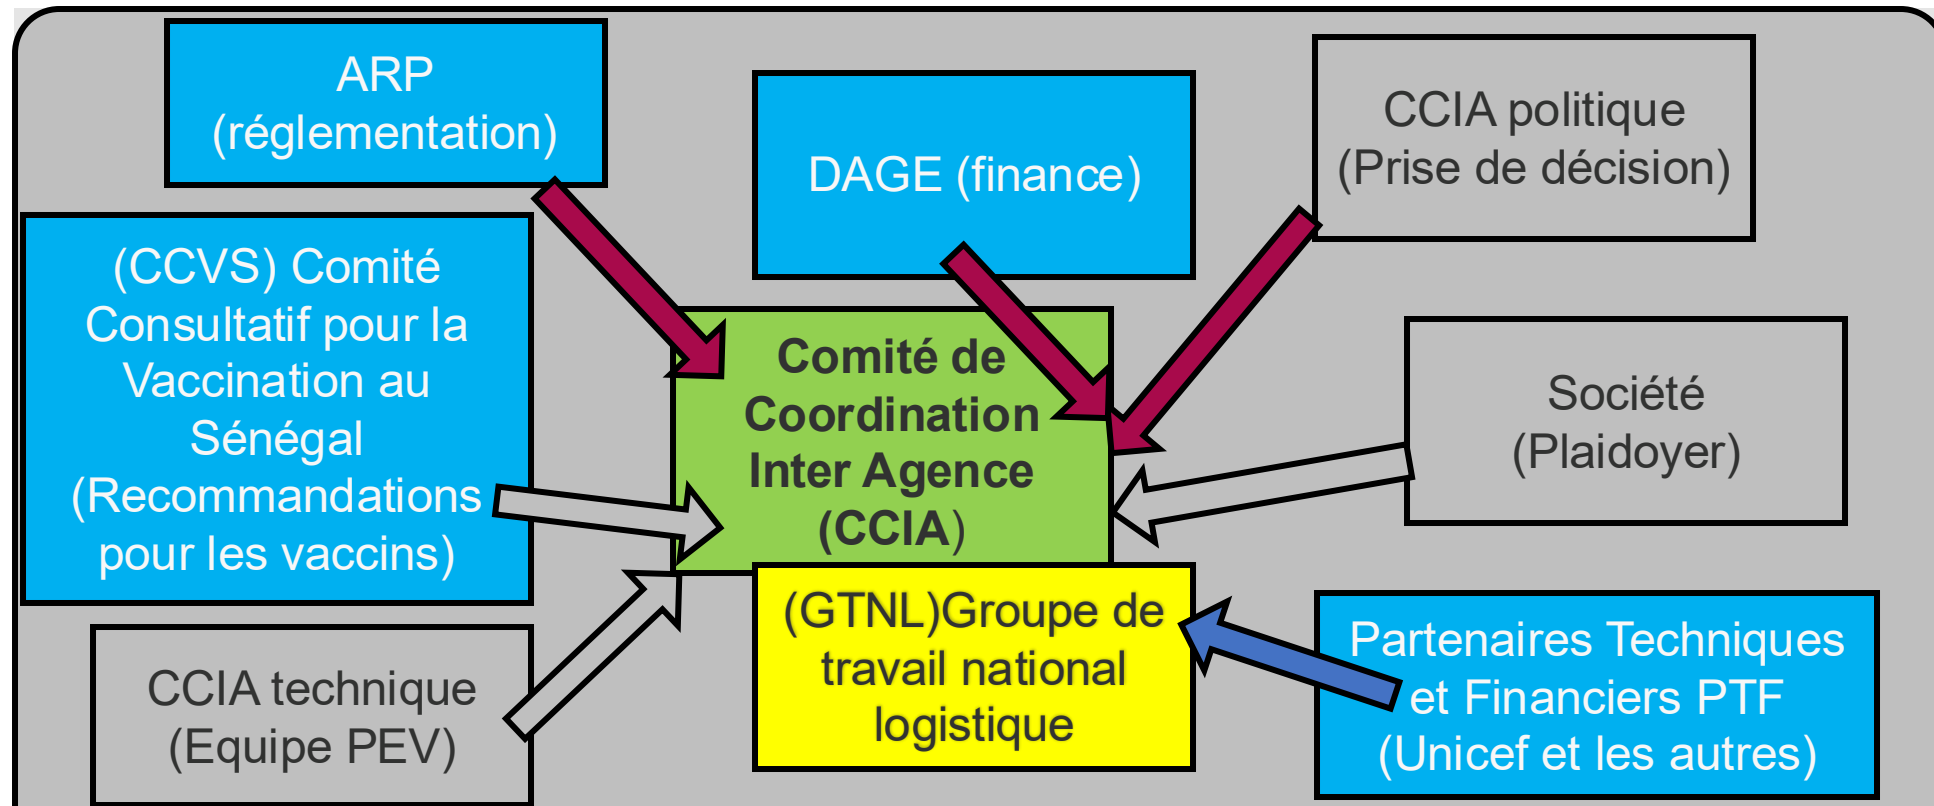 ARP
(réglementation)
DAGE (finance)
CCIA politique
(Prise de décision)
(CCVS) Comité
Consultatif pour la
Vaccination au
Sénégal
(Recommandations
pour les vaccins)
Comité de
Coordination
Inter Agence
(CCIA)
Société
(Plaidoyer)
CCIA technique
(Equipe PEV)
(GTNL)Groupe de
travail national
logistique
Partenaires Techniques
et Financiers PTF
(Unicef et les autres)